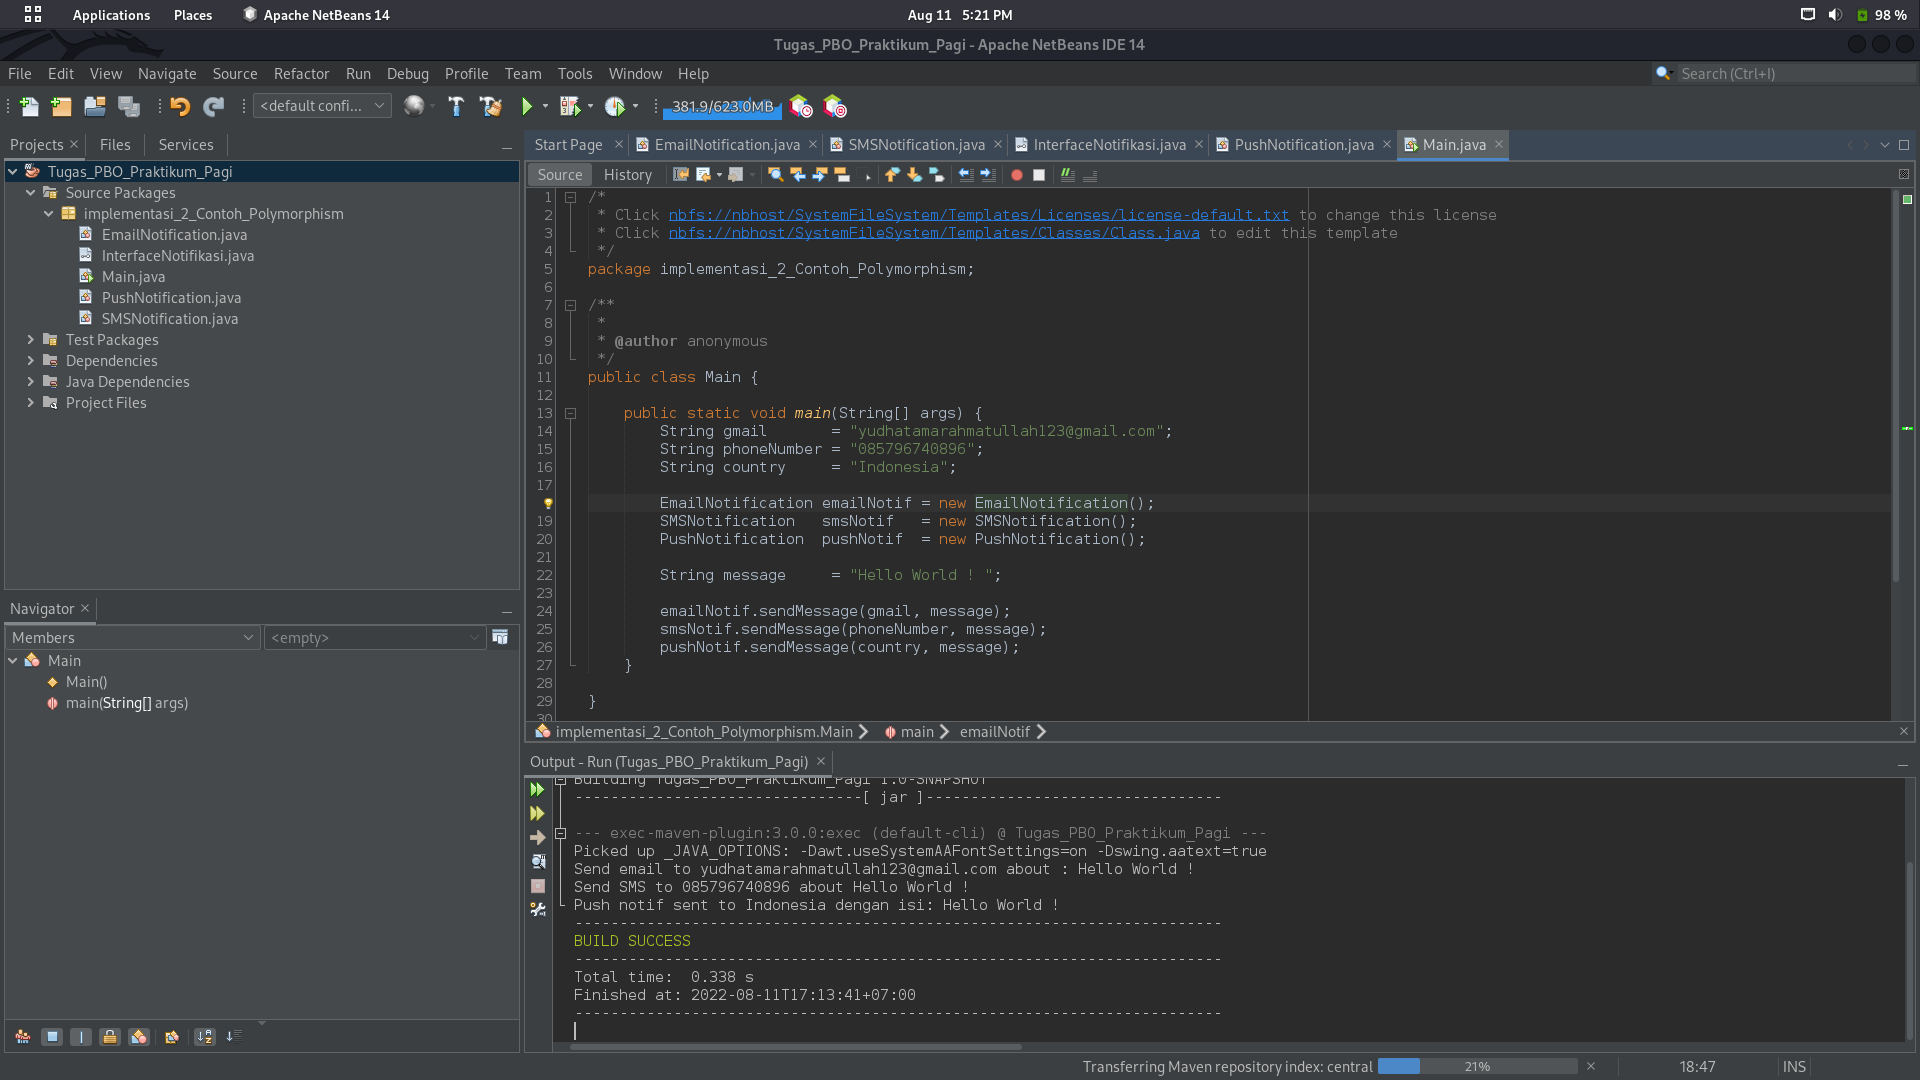 Applications Places Apache NetBeans 14 Aug 11 5:21 PM 98 %
Tugas_PBO_Praktikum_Pagi - Apache NetBeans IDE 14
File Edit View Navigate Source Refactor Run Debug Profile Team Tools Window Help Search (Ctrl+I)
<default confi... 381.9/623.0MB
Projects Files Services
Tugas_PBO_Praktikum_Pagi
Source Packages
implementasi_2_Contoh_Polymorphism
EmailNotification.java
InterfaceNotifikasi.java
Main.java
PushNotification.java
SMSNotification.java
Test Packages
Dependencies
Java Dependencies
Project Files
Navigator
Members <empty>
Main
Main()
main(String[] args)
Start Page EmailNotification.java SMSNotification.java InterfaceNotifikasi.java PushNotification.java Main.java
Source History
1 /*
2 * Click nbfs://nbhost/SystemFileSystem/Templates/Licenses/license-default.txt to change this license
3 * Click nbfs://nbhost/SystemFileSystem/Templates/Classes/Class.java to edit this template
4 */
5 package implementasi_2_Contoh_Polymorphism;
6
7 /**
8 *
9 * @author anonymous
10 */
11 public class Main {
12
13 public static void main(String[] args) {
14 String gmail = "yudhatamarahmatullah123@gmail.com";
15 String phoneNumber = "085796740896";
16 String country = "Indonesia";
17
EmailNotification emailNotif = new EmailNotification();
19 SMSNotification smsNotif = new SMSNotification();
20 PushNotification pushNotif = new PushNotification();
21
22 String message = "Hello World ! ";
23
24 emailNotif.sendMessage(gmail, message);
25 smsNotif.sendMessage(phoneNumber, message);
26 pushNotif.sendMessage(country, message);
27 }
28
29 }
30
implementasi_2_Contoh_Polymorphism.Main main emailNotif
Output - Run (Tugas_PBO_Praktikum_Pagi)
Building Tugas_PBO_Praktikum_Pagi 1.0-SNAPSHOT
--------------------------------[ jar ]---------------------------------
--- exec-maven-plugin:3.0.0:exec (default-cli) @ Tugas_PBO_Praktikum_Pagi ---
Picked up _JAVA_OPTIONS: -Dawt.useSystemAAFontSettings=on -Dswing.aatext=true
Send email to yudhatamarahmatullah123@gmail.com about : Hello World !
Send SMS to 085796740896 about Hello World !
Push notif sent to Indonesia dengan isi: Hello World !
------------------------------------------------------------------------
BUILD SUCCESS
------------------------------------------------------------------------
Total time: 0.338 s
Finished at: 2022-08-11T17:13:41+07:00
------------------------------------------------------------------------
Transferring Maven repository index: central 21% 18:47 INS